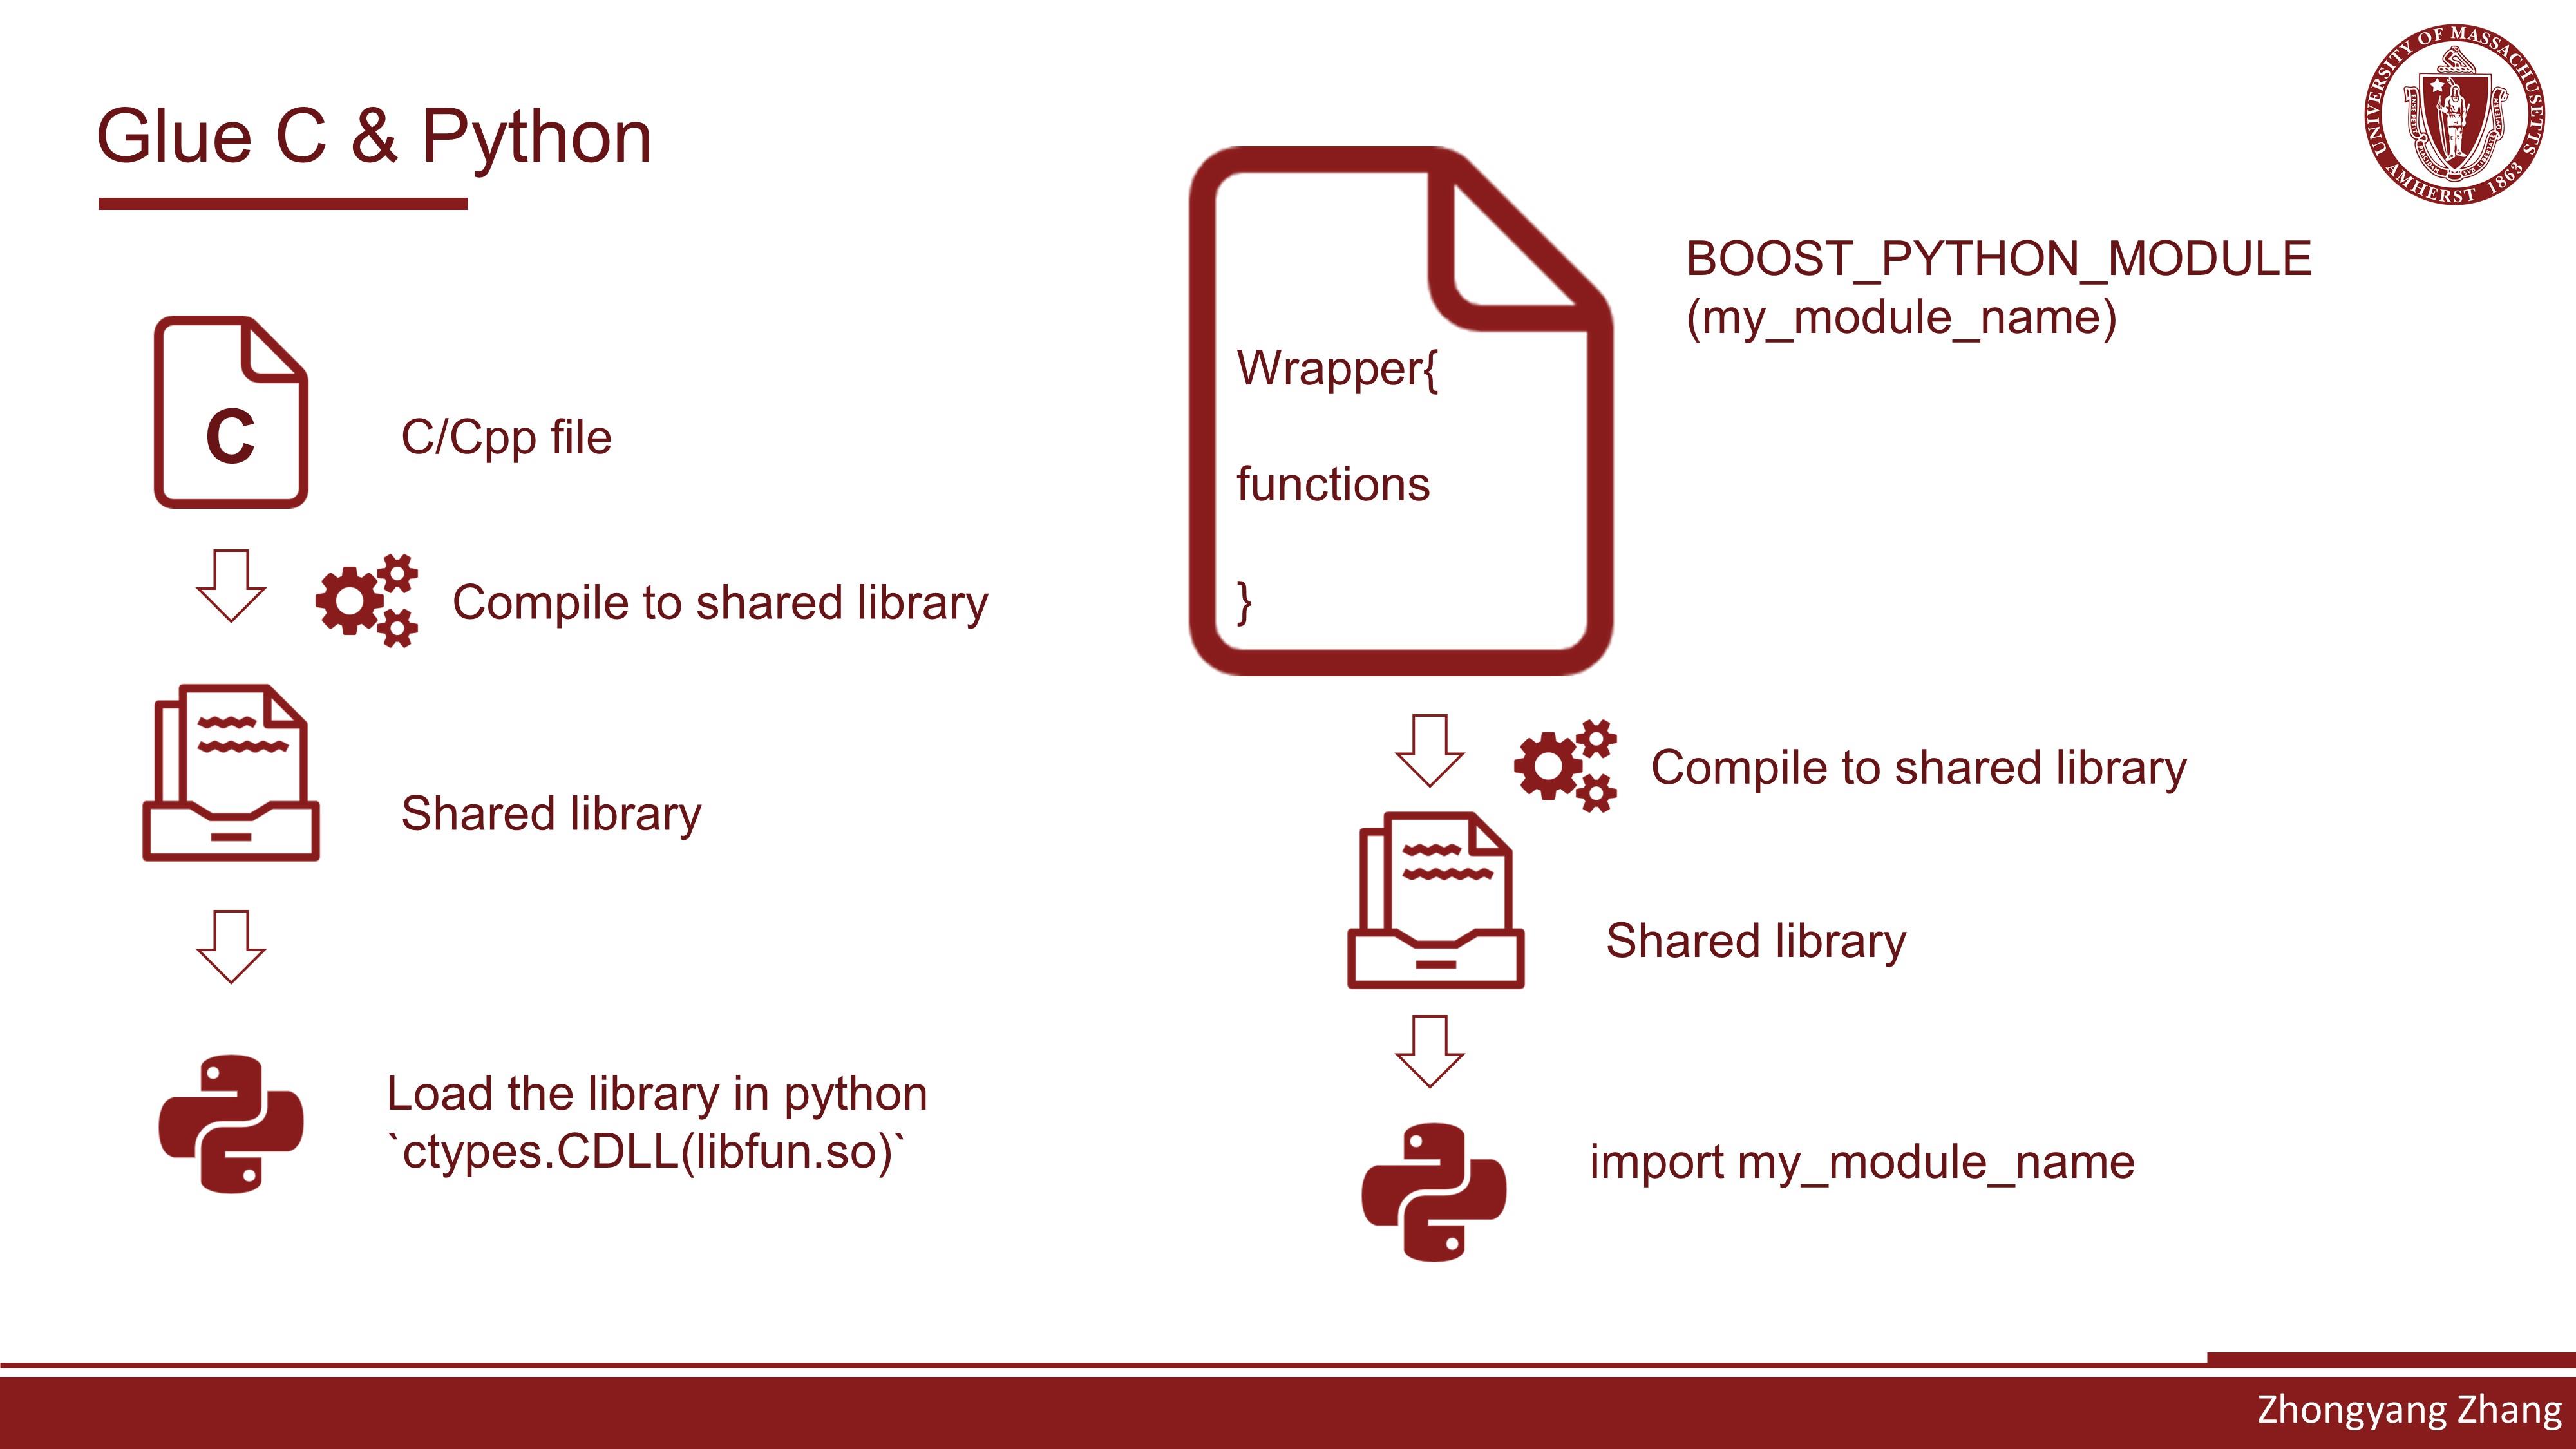 Glue C & Python
UNIVERSITY OF MASSACHUSETTS
AMHERST 1863
C
C/Cpp file
Compile to shared library
Shared library
Load the library in python
`ctypes.CDLL(libfun.so)`
BOOST_PYTHON_MODULE
(my_module_name)
Wrapper{
functions
}
Compile to shared library
Shared library
import my_module_name
Zhongyang Zhang